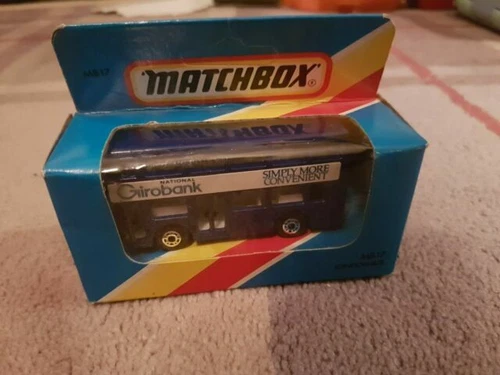 MB17
MATCHBOX
MATCHBOX
NATIONAL
Girobank
SIMPLY MORE
CONVENIENT
MB17